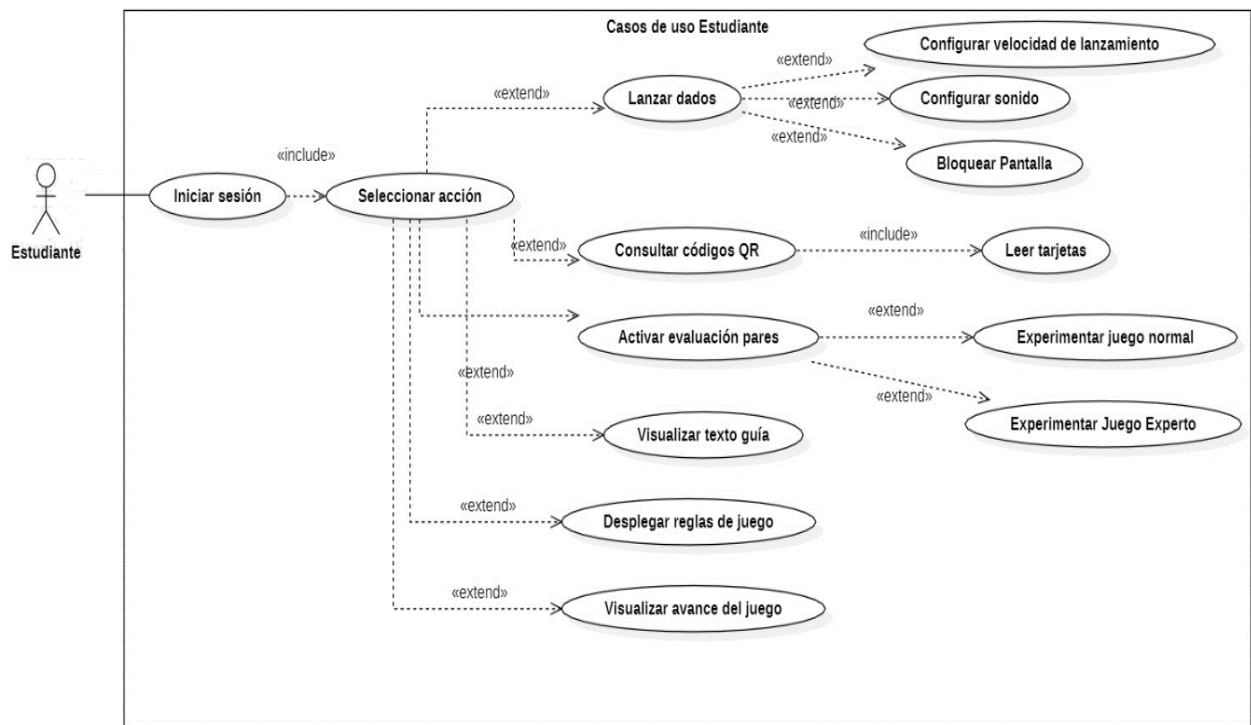 Casos de uso Estudiante
Configurar velocidad de lanzamiento
«extend»
«extend»
Lanzar dados
Configurar sonido
«extend»
«extend»
Bloquear Pantalla
«include»
Iniciar sesión
Seleccionar acción
Estudiante
«extend»
Consultar códigos QR
«include»
Leer tarjetas
«extend»
Activar evaluación pares
Experimentar juego normal
«extend»
«extend»
«extend»
Visualizar texto guía
Experimentar Juego Experto
«extend»
Desplegar reglas de juego
«extend»
Visualizar avance del juego